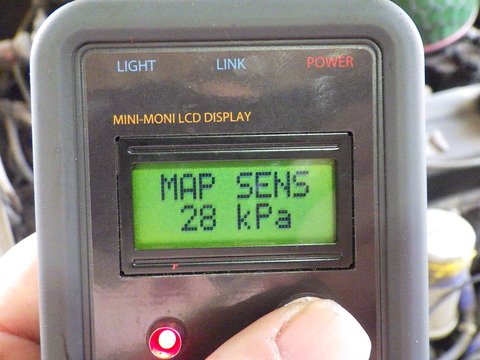 LIGHT LINK POWER
MINI-MONI LCD DISPLAY
MAP SENS
28 kPa